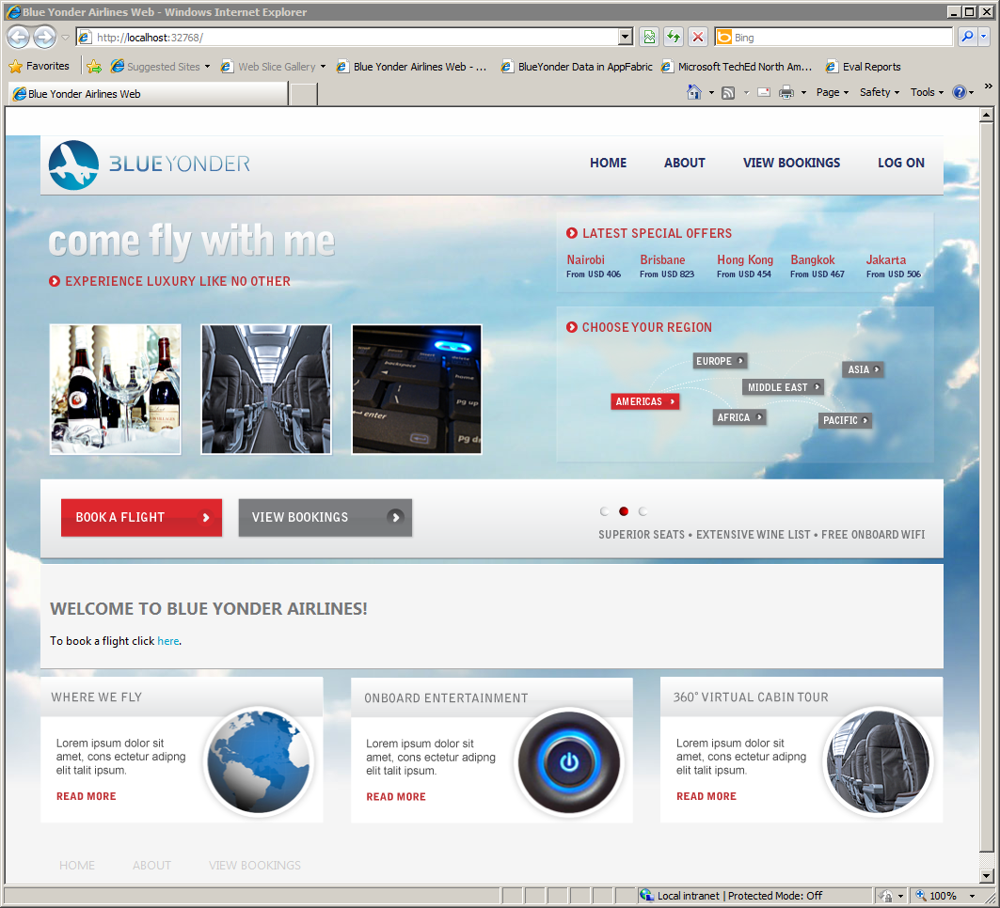 Blue Yonder Airlines Web - Windows Internet Explorer
http://localhost:32768/
Bing
Favorites
Suggested Sites
Web Slice Gallery
Blue Yonder Airlines Web - ...
BlueYonder Data in AppFabric
Microsoft TechEd North Am...
Eval Reports
Blue Yonder Airlines Web
Page
Safety
Tools
BLUEYONDER
HOME
ABOUT
VIEW BOOKINGS
LOG ON
come fly with me
EXPERIENCE LUXURY LIKE NO OTHER
LATEST SPECIAL OFFERS
Nairobi Brisbane Hong Kong Bangkok Jakarta
From USD 406 From USD 823 From USD 454 From USD 467 From USD 506
CHOOSE YOUR REGION
EUROPE
ASIA
MIDDLE EAST
AMERICAS
AFRICA
PACIFIC
backspace
insert
delete
home
pg up
enter
pg d
BOOK A FLIGHT
VIEW BOOKINGS
SUPERIOR SEATS • EXTENSIVE WINE LIST • FREE ONBOARD WIFI
WELCOME TO BLUE YONDER AIRLINES!
To book a flight click here.
WHERE WE FLY
Lorem ipsum dolor sit
amet, cons ectetur adipng
elit talit ipsum.
READ MORE
ONBOARD ENTERTAINMENT
Lorem ipsum dolor sit
amet, cons ectetur adipng
elit talit ipsum.
READ MORE
360° VIRTUAL CABIN TOUR
Lorem ipsum dolor sit
amet, cons ectetur adipng
elit talit ipsum.
READ MORE
HOME
ABOUT
VIEW BOOKINGS
Local intranet | Protected Mode: Off
100%